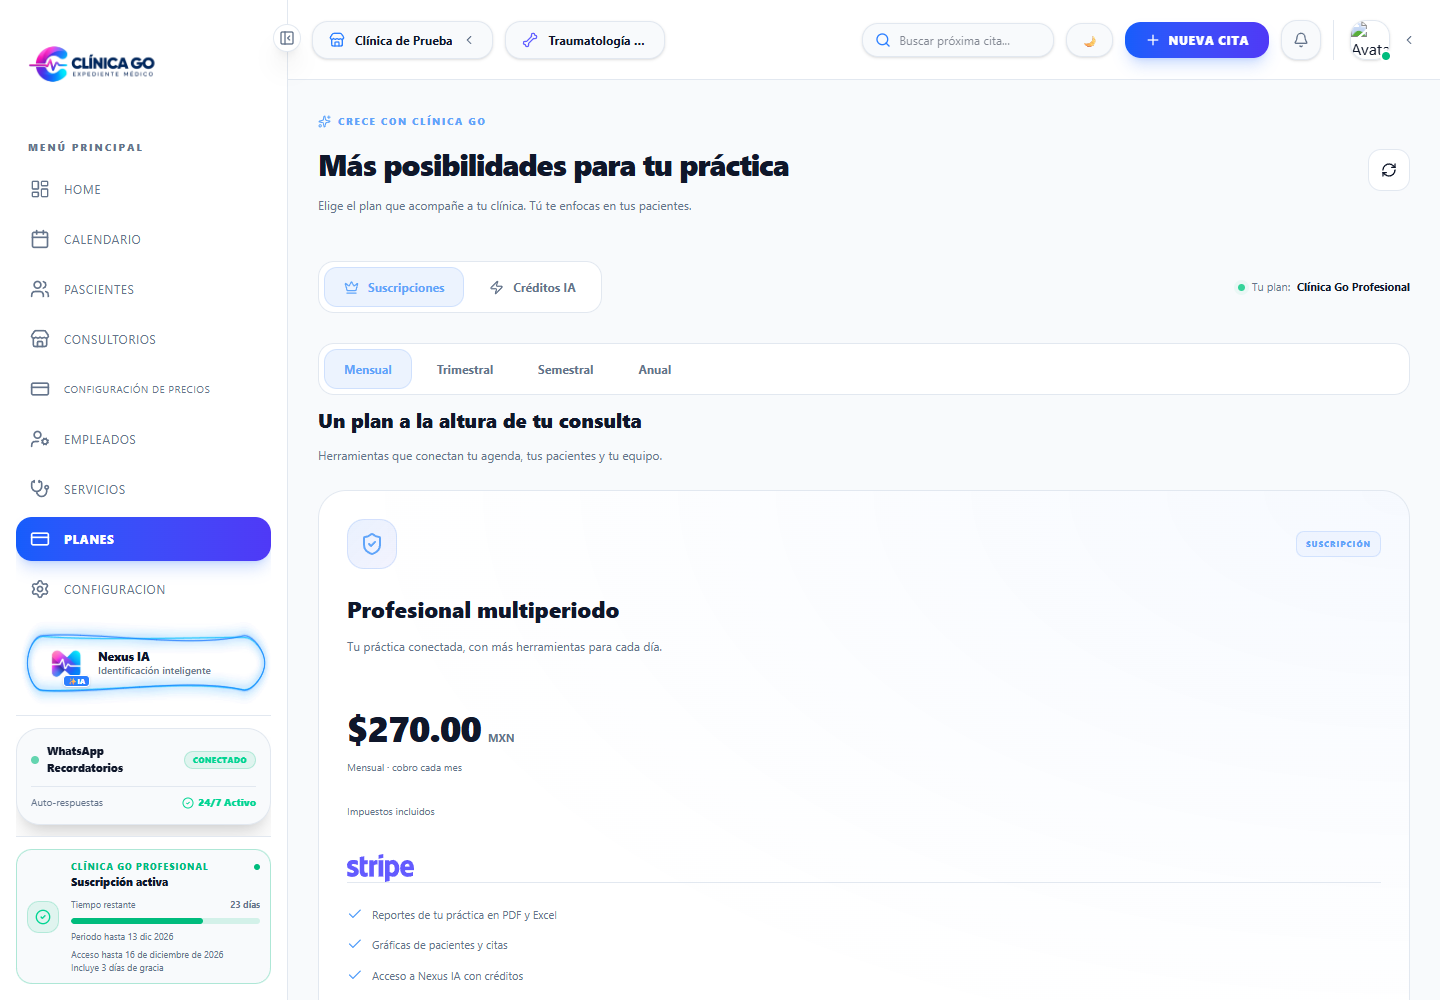 CLÍNICA GO
EXPEDIENTE MÉDICO
MENÚ PRINCIPAL
HOME
CALENDARIO
PASCIENTES
CONSULTORIOS
CONFIGURACIÓN DE PRECIOS
EMPLEADOS
SERVICIOS
PLANES
CONFIGURACION
Nexus IA
Identificación inteligente
IA
WhatsApp
Recordatorios
CONECTADO
Auto-respuestas
24/7 Activo
CLÍNICA GO PROFESIONAL
Suscripción activa
Tiempo restante
23 días
Periodo hasta 13 dic 2026
Acceso hasta 16 de diciembre de 2026
Incluye 3 días de gracia
Clínica de Prueba
Traumatología ...
Buscar próxima cita...
NUEVA CITA
Avata
CRECE CON CLÍNICA GO
Más posibilidades para tu práctica
Elige el plan que acompañe a tu clínica. Tú te enfocas en tus pacientes.
Suscripciones
Créditos IA
Tu plan: Clínica Go Profesional
Mensual
Trimestral
Semestral
Anual
Un plan a la altura de tu consulta
Herramientas que conectan tu agenda, tus pacientes y tu equipo.
SUSCRIPCIÓN
Profesional multiperiodo
Tu práctica conectada, con más herramientas para cada día.
$270.00 MXN
Mensual · cobro cada mes
Impuestos incluidos
stripe
Reportes de tu práctica en PDF y Excel
Gráficas de pacientes y citas
Acceso a Nexus IA con créditos